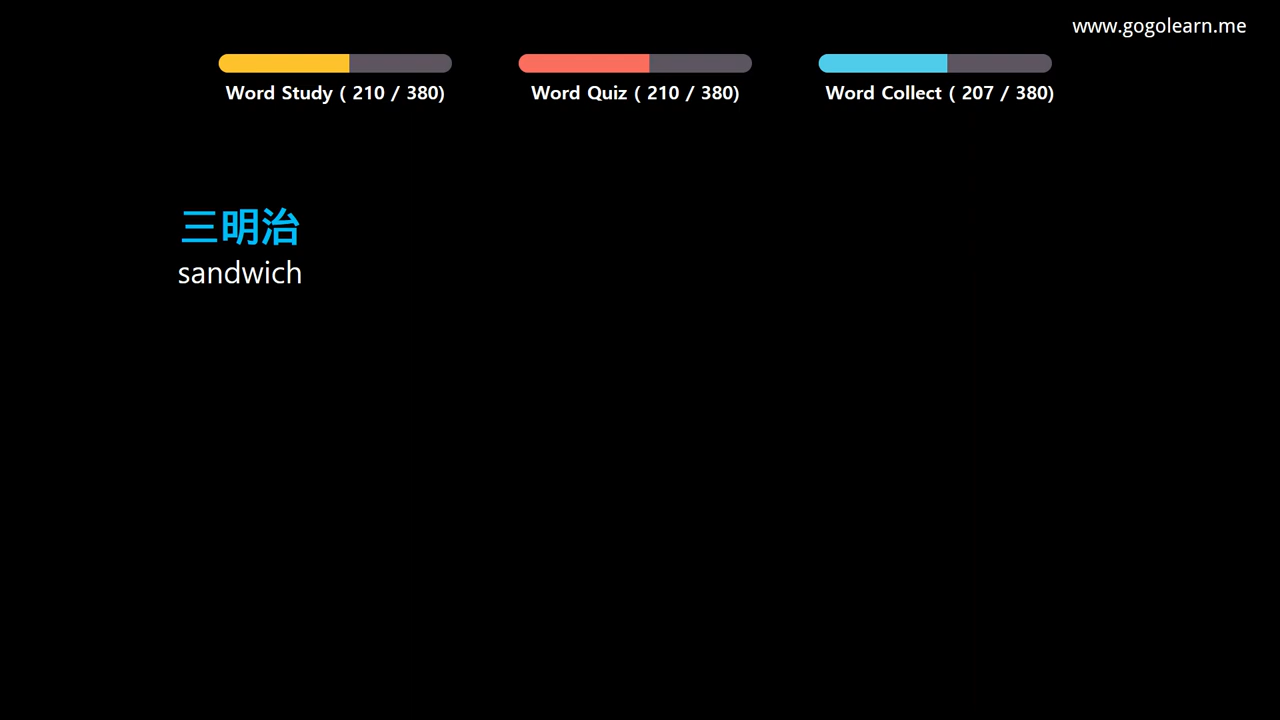 www.gogolearn.me
Word Study ( 210 / 380)
Word Quiz ( 210 / 380)
Word Collect ( 207 / 380)
三明治
sandwich